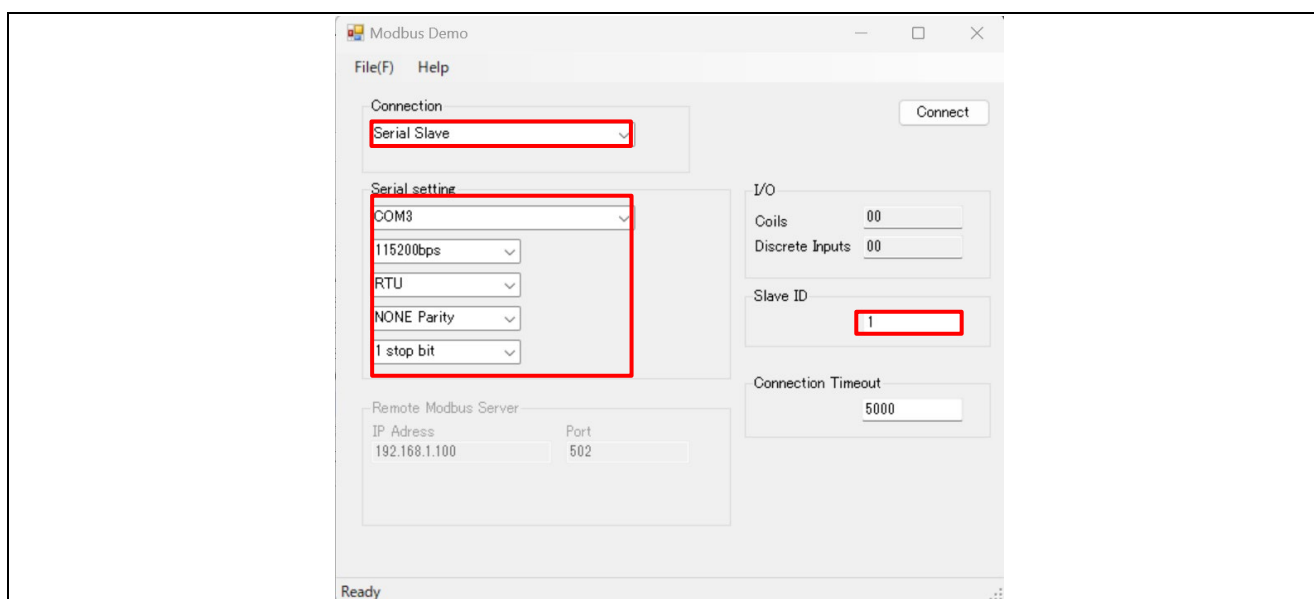 Modbus Demo
File(F) Help
Connection
Serial Slave
Connect
Serial setting
COM3
115200bps
RTU
NONE Parity
1 stop bit
I/O
Coils 00
Discrete Inputs 00
Slave ID
1
Connection Timeout
5000
Remote Modbus Server
IP Adress Port
192.168.1.100 502
Ready